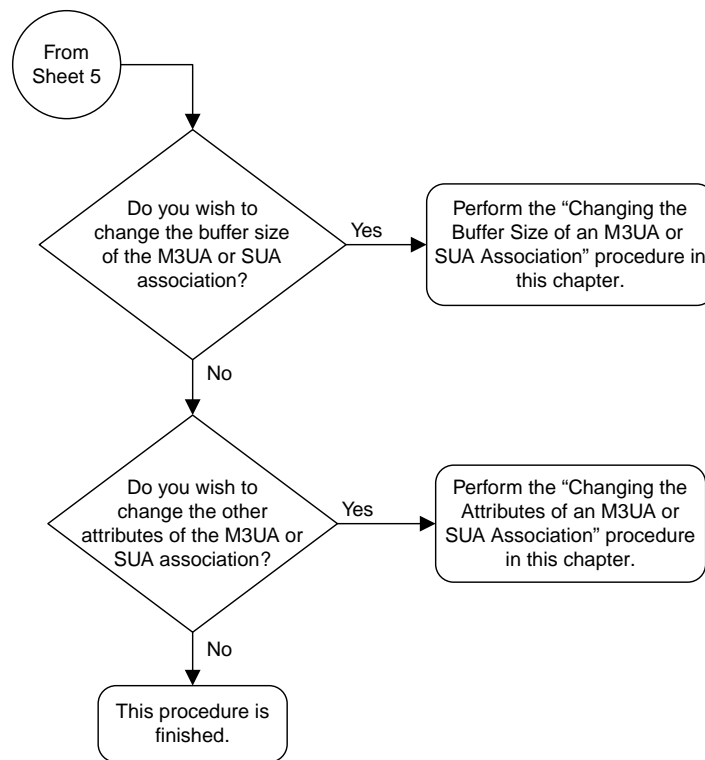 From
Sheet 5
Do you wish to
change the buffer size
of the M3UA or SUA
association?
Yes
Perform the “Changing the
Buffer Size of an M3UA or
SUA Association” procedure in
this chapter.
No
Do you wish to
change the other
attributes of the M3UA or
SUA association?
Yes
Perform the “Changing the
Attributes of an M3UA or
SUA Association” procedure
in this chapter.
No
This procedure is
finished.